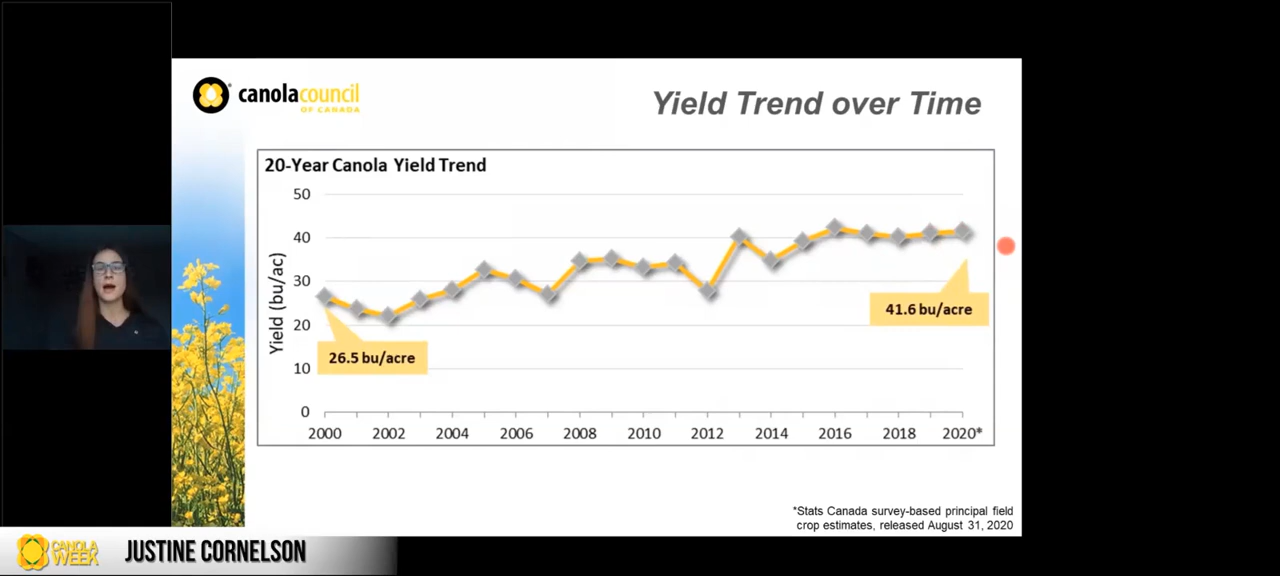 canolacouncil
OF CANADA
Yield Trend over Time
20-Year Canola Yield Trend
Yield (bu/ac)
50
40
30
20
10
0
26.5 bu/acre
41.6 bu/acre
2000 2002 2004 2006 2008 2010 2012 2014 2016 2018 2020*
*Stats Canada survey-based principal field
crop estimates, released August 31, 2020
CANOLA
WEEK
JUSTINE CORNELSON